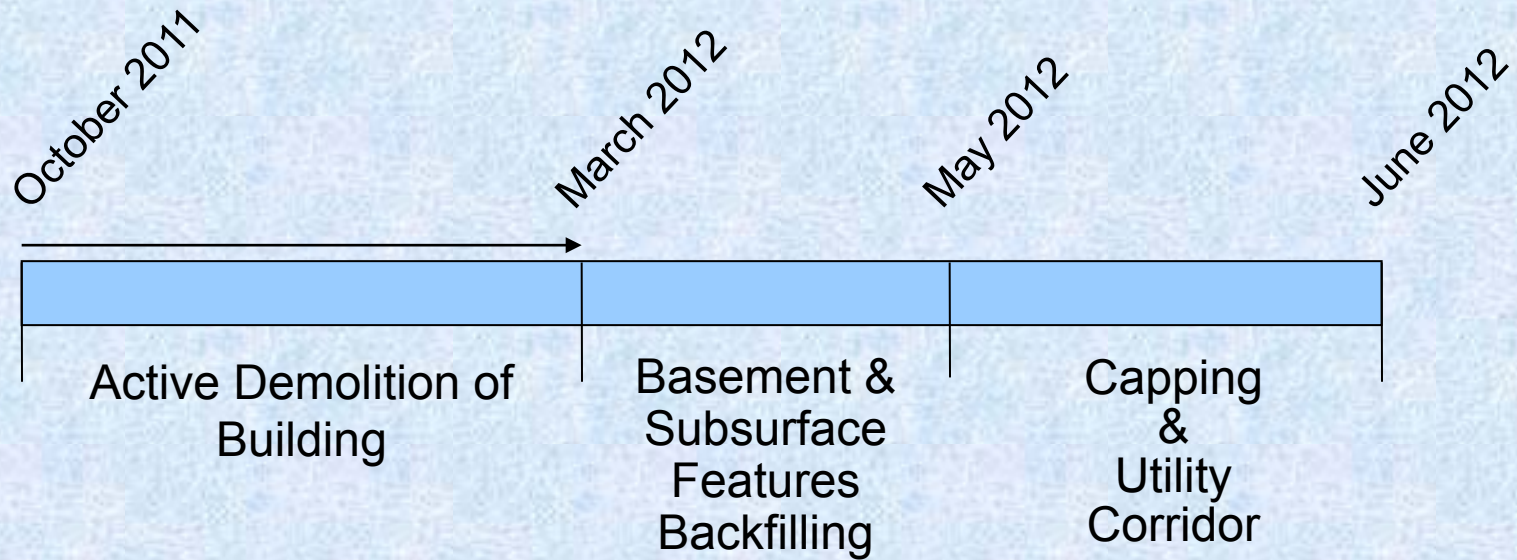 October 2011
March 2012
May 2012
June 2012
Active Demolition of
Building
Basement &
Subsurface
Features
Backfilling
Capping
&
Utility
Corridor